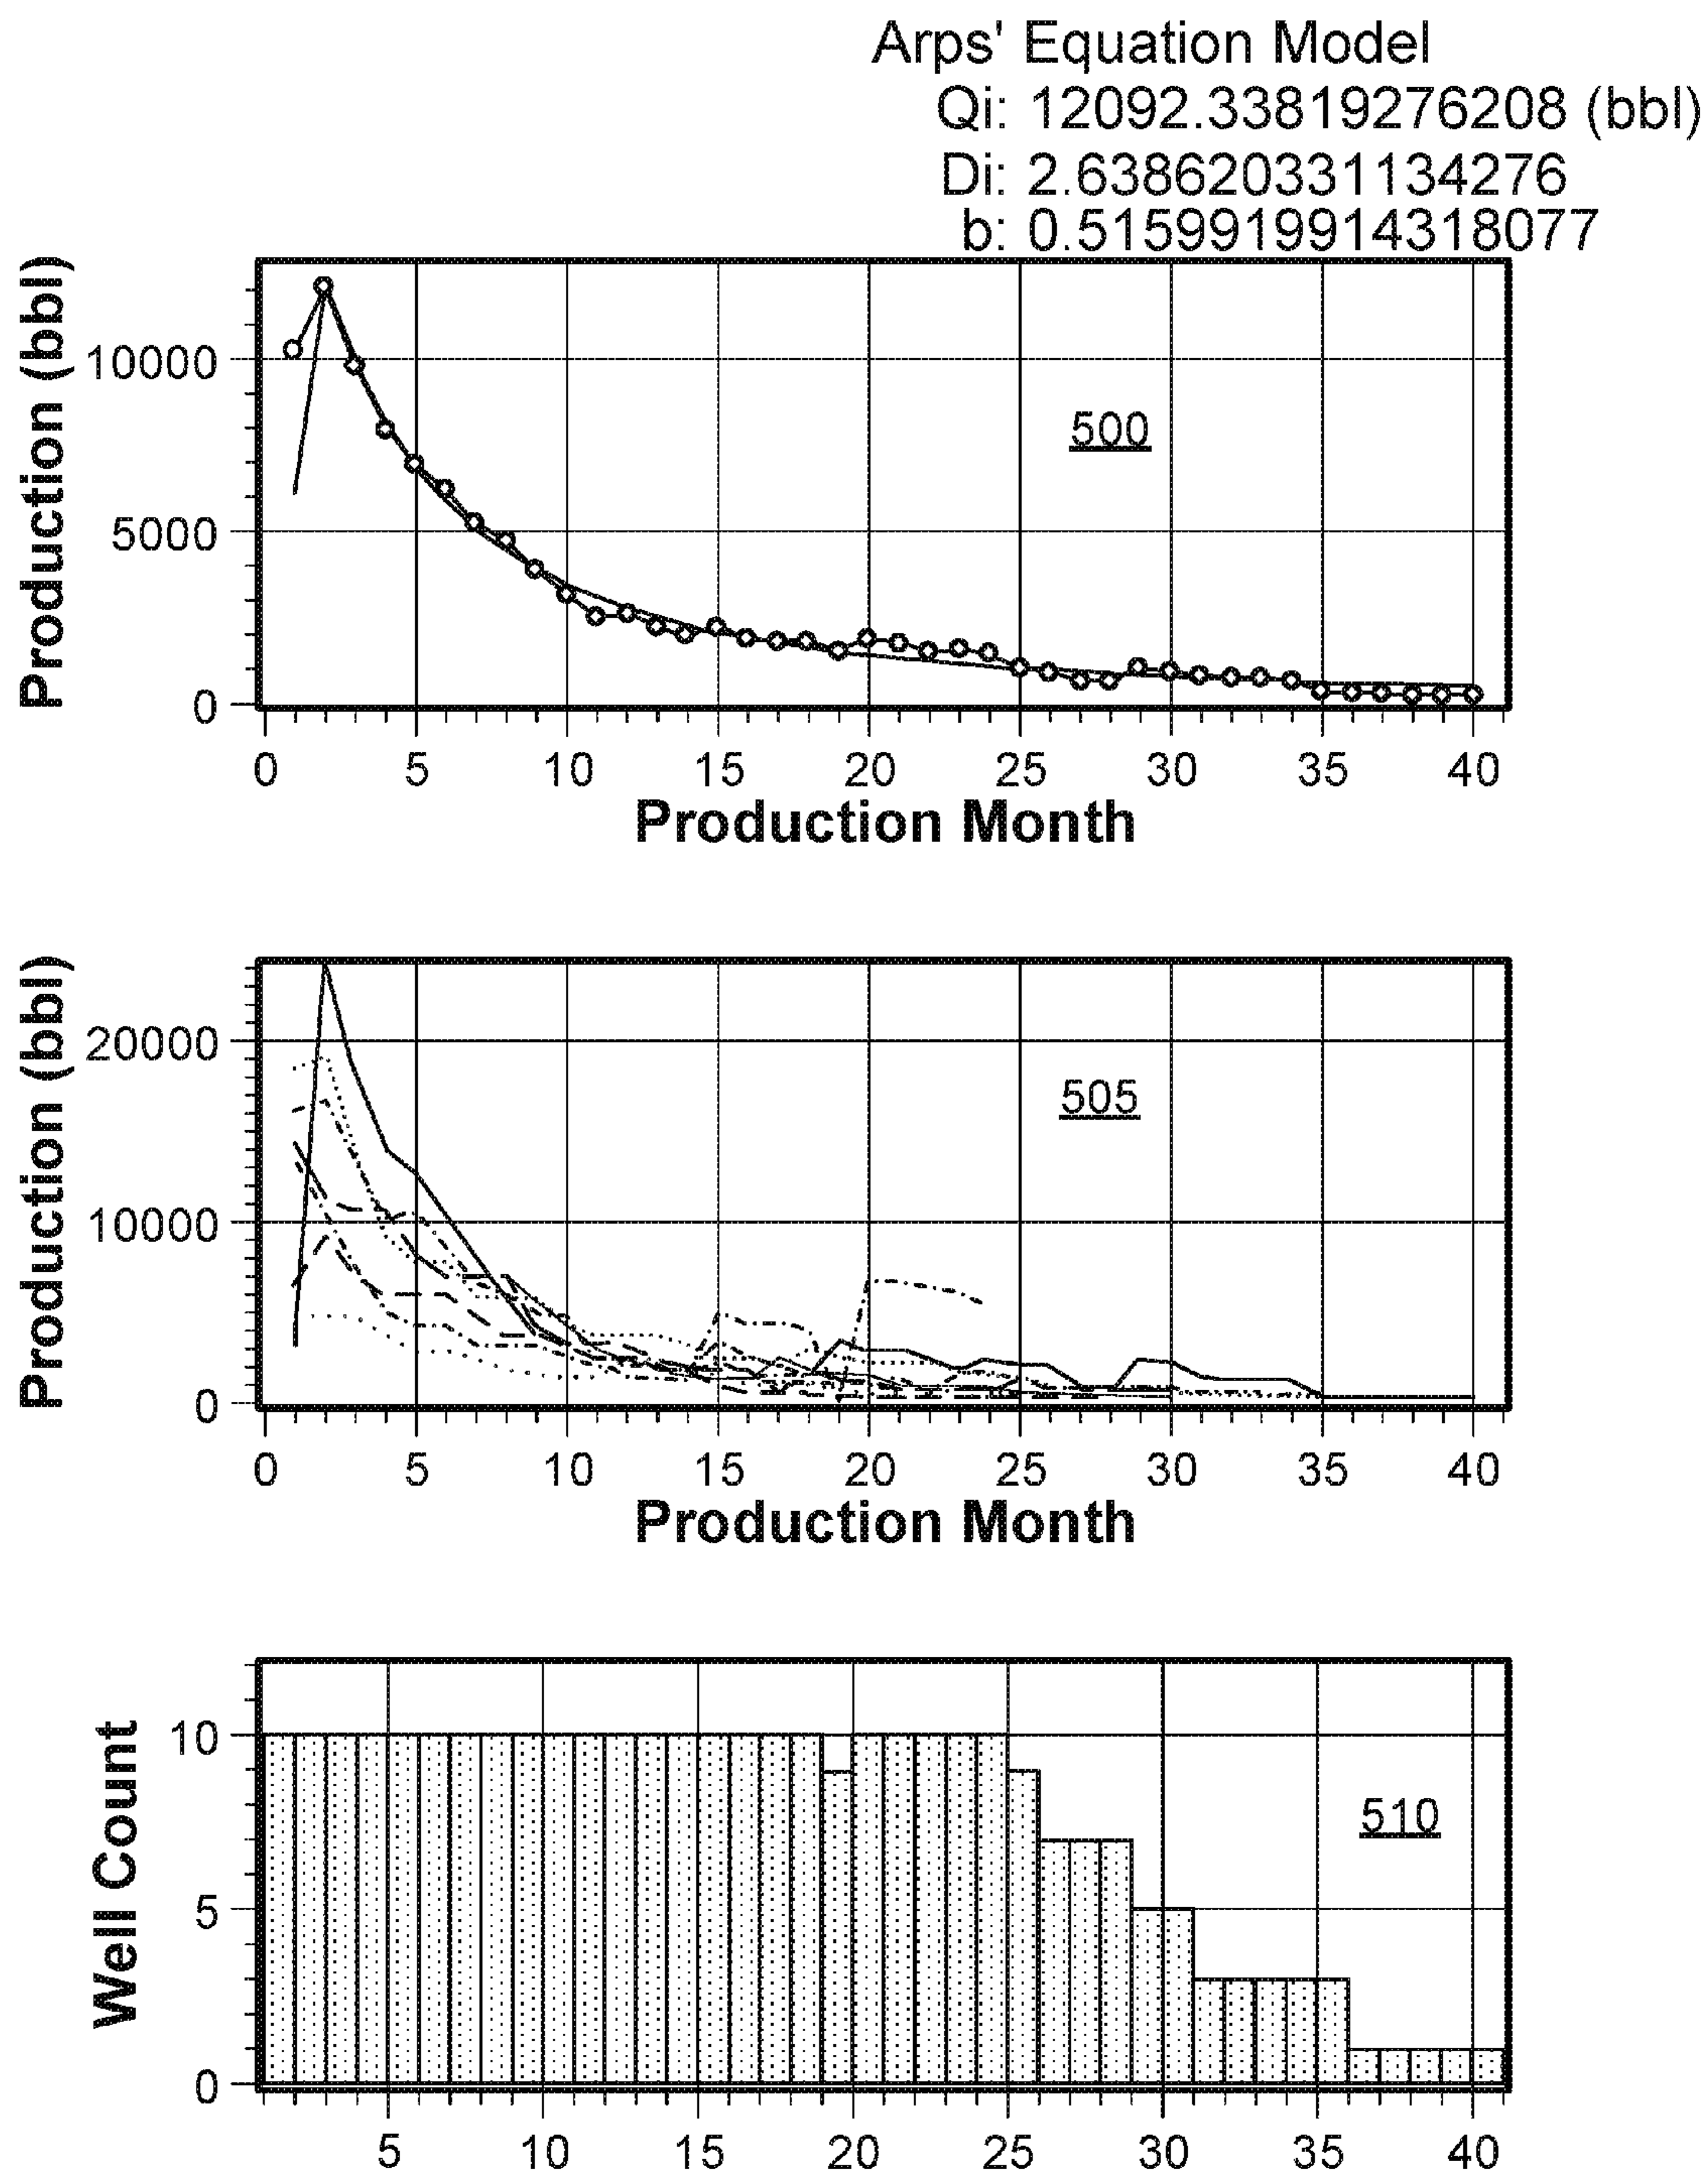 Arps' Equation Model
Qi: 12092.33819276208 (bbl)
Di: 2.638620331134276
b: 0.5159919914318077
Production (bbl)
10000
5000
0
500
0 5 10 15 20 25 30 35 40
Production Month
Production (bbl)
20000
10000
0
505
0 5 10 15 20 25 30 35 40
Production Month
Well Count
10
5
0
510
5 10 15 20 25 30 35 40